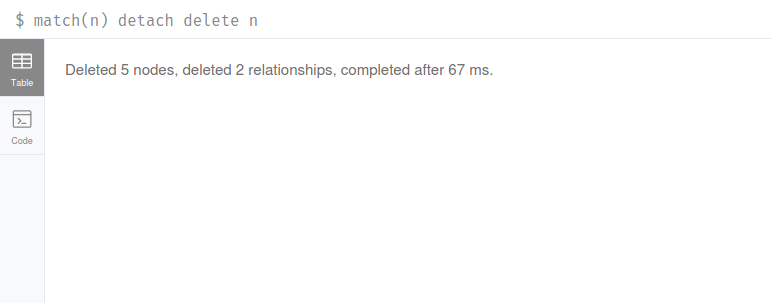 $ match(n) detach delete n
Table
Deleted 5 nodes, deleted 2 relationships, completed after 67 ms.
Code